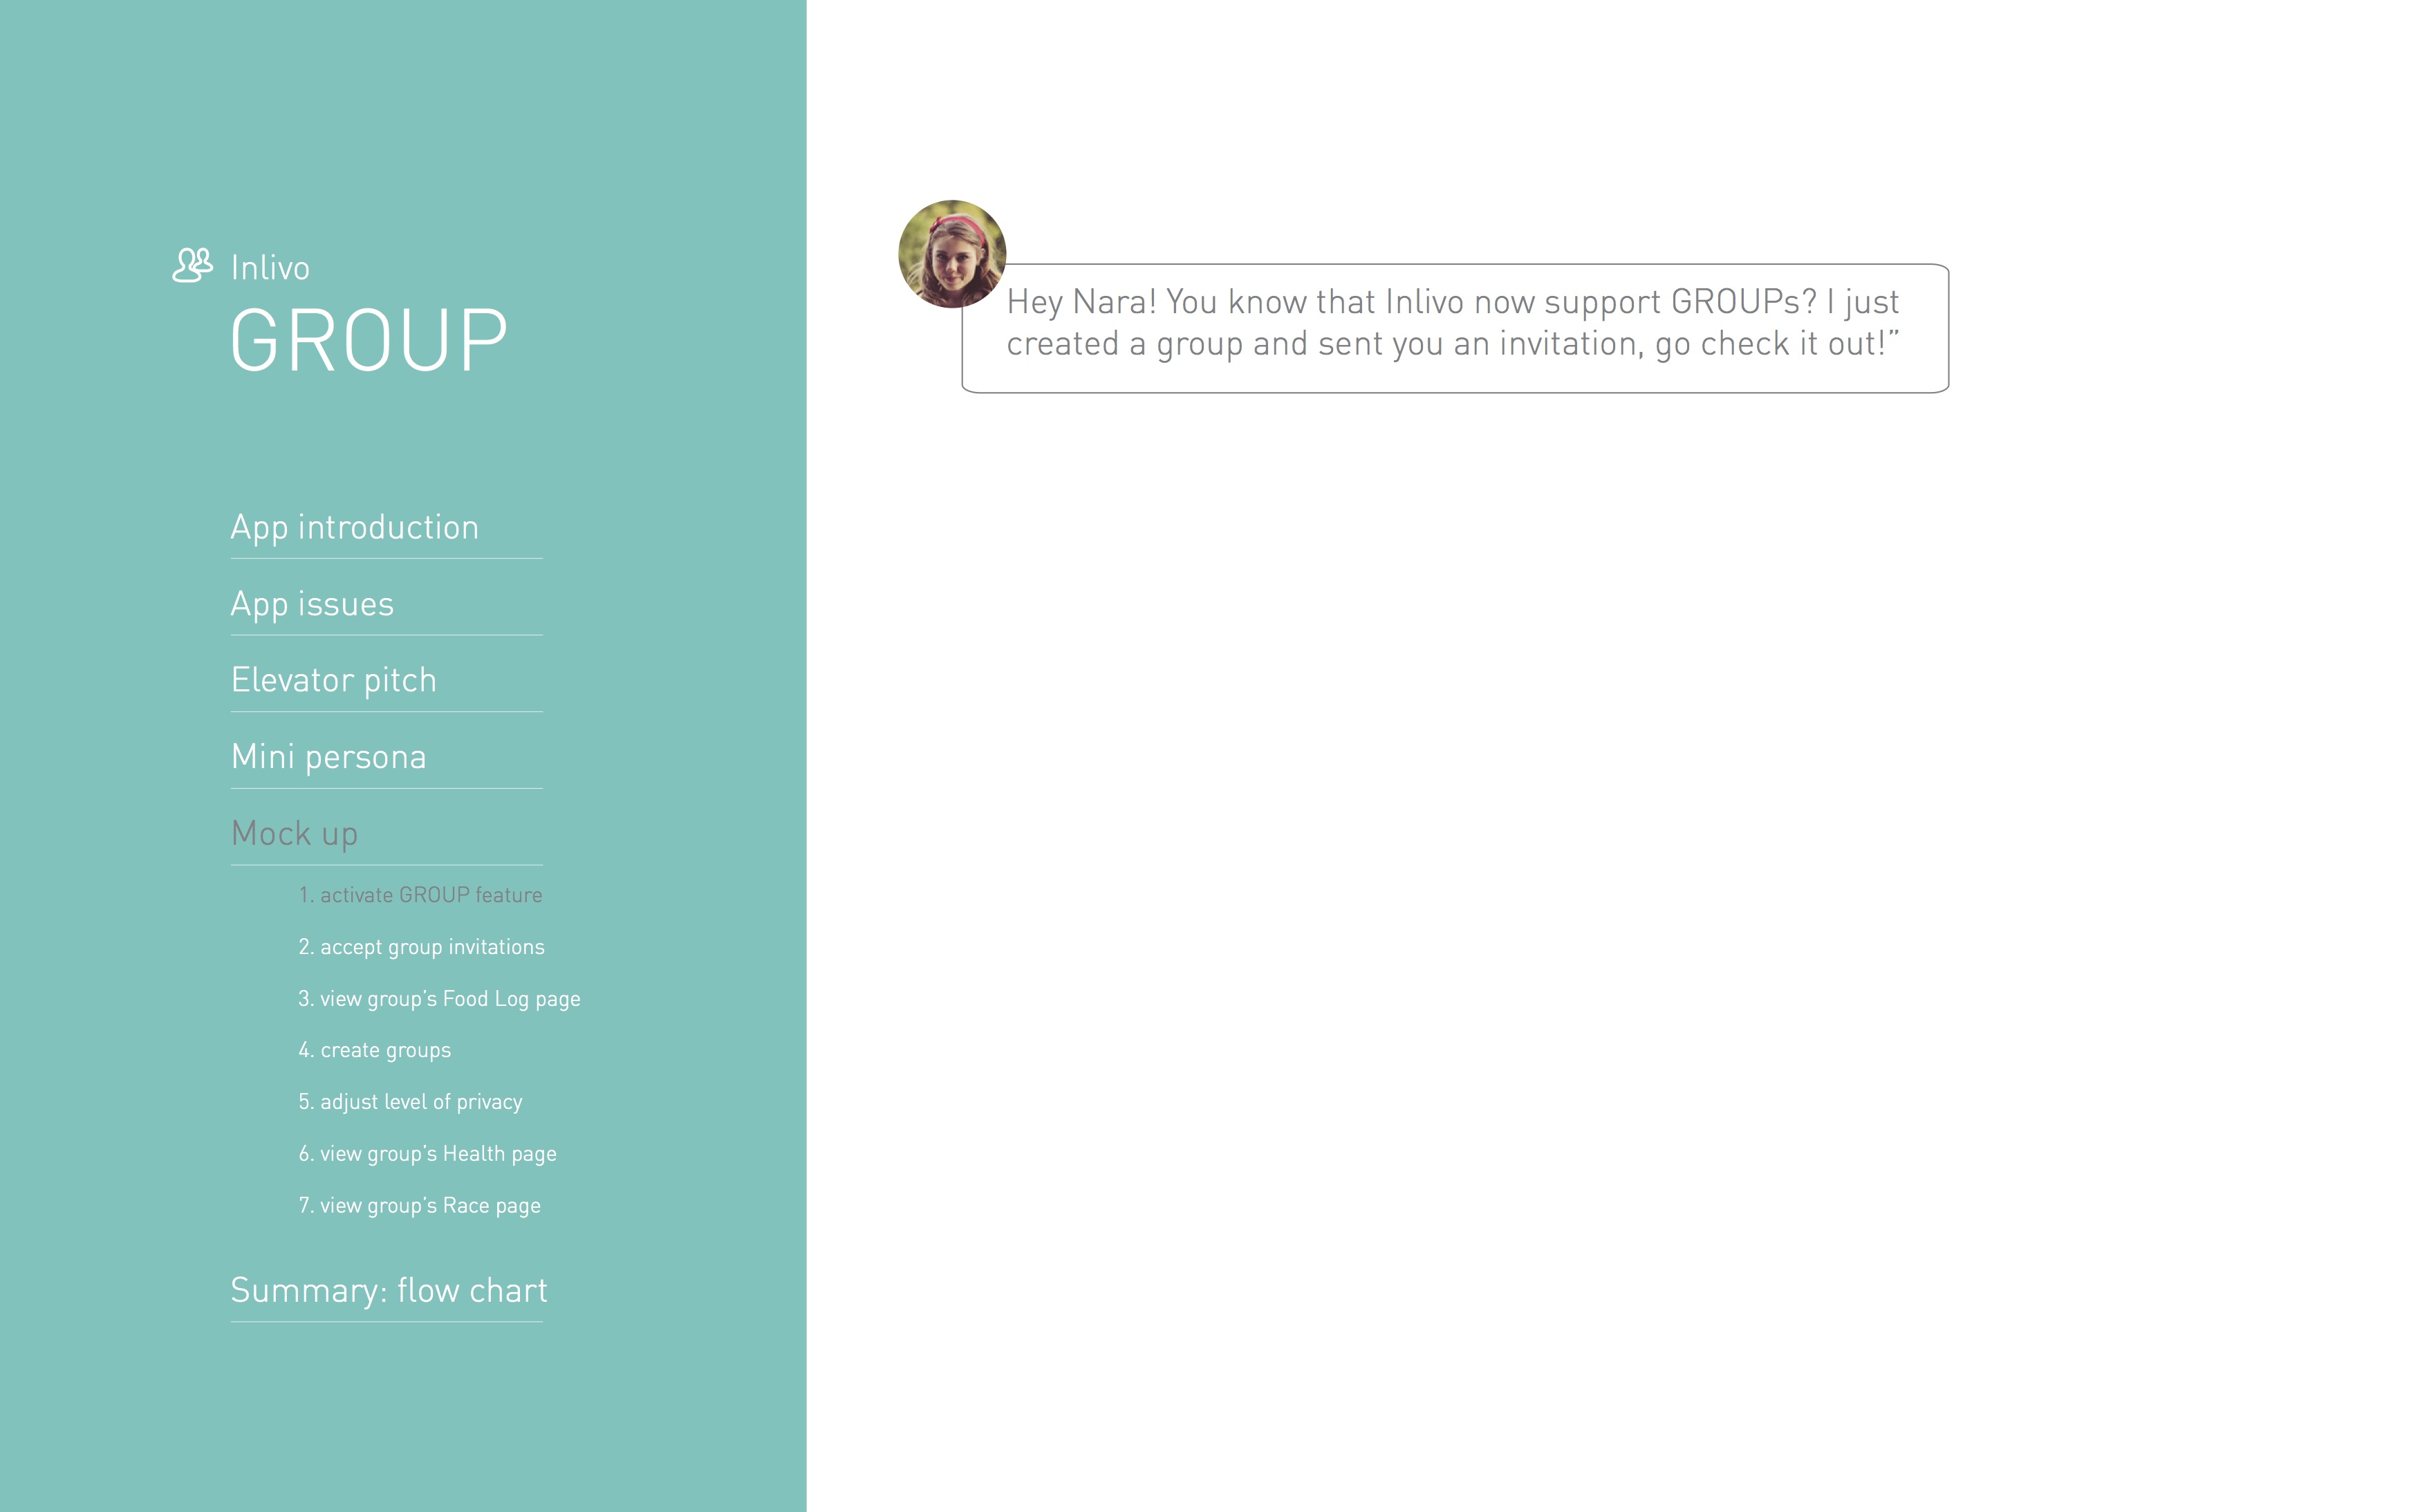 Inlivo
GROUP
App introduction
App issues
Elevator pitch
Mini persona
Mock up
1. activate GROUP feature
2. accept group invitations
3. view group’s Food Log page
4. create groups
5. adjust level of privacy
6. view group’s Health page
7. view group’s Race page
Summary: flow chart
Hey Nara! You know that Inlivo now support GROUPs? I just
created a group and sent you an invitation, go check it out!”